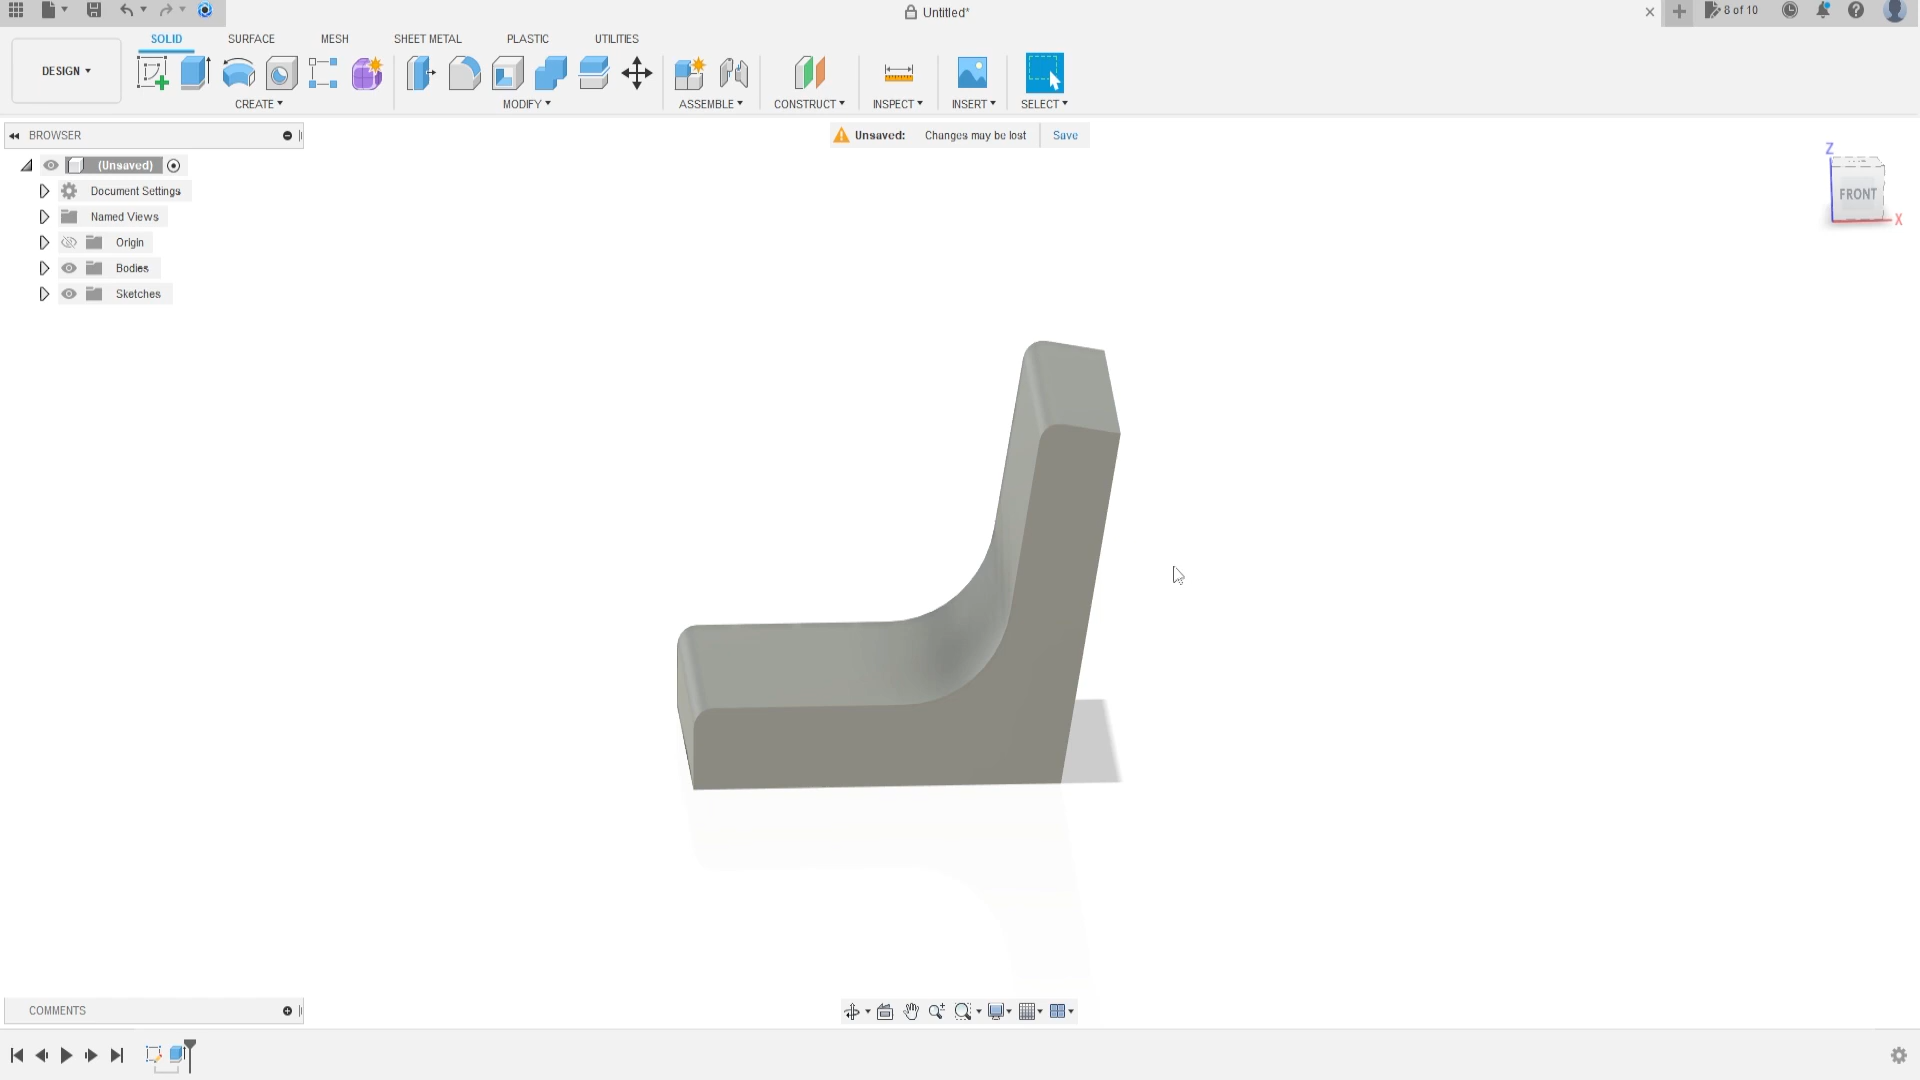 Untitled*
8 of 10
DESIGN
SOLID
SURFACE
MESH
SHEET METAL
PLASTIC
UTILITIES
CREATE
MODIFY
ASSEMBLE
CONSTRUCT
INSPECT
INSERT
SELECT
BROWSER
Unsaved: Changes may be lost Save
(Unsaved)
Document Settings
Named Views
Origin
Bodies
Sketches
Z
FRONT
X
COMMENTS